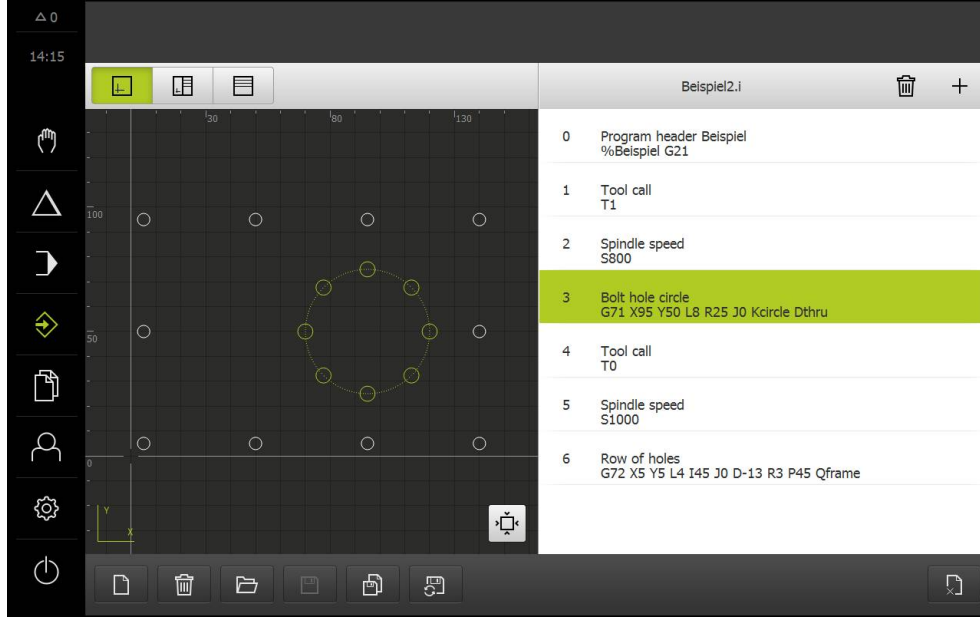 0
14:15
Beispiel2.i
30
80
130
100
50
0
Y
X
0 Program header Beispiel
%Beispiel G21
1 Tool call
T1
2 Spindle speed
S800
3 Bolt hole circle
G71 X95 Y50 L8 R25 J0 Kcircle Dthru
4 Tool call
T0
5 Spindle speed
S1000
6 Row of holes
G72 X5 Y5 L4 I45 J0 D-13 R3 P45 Qframe